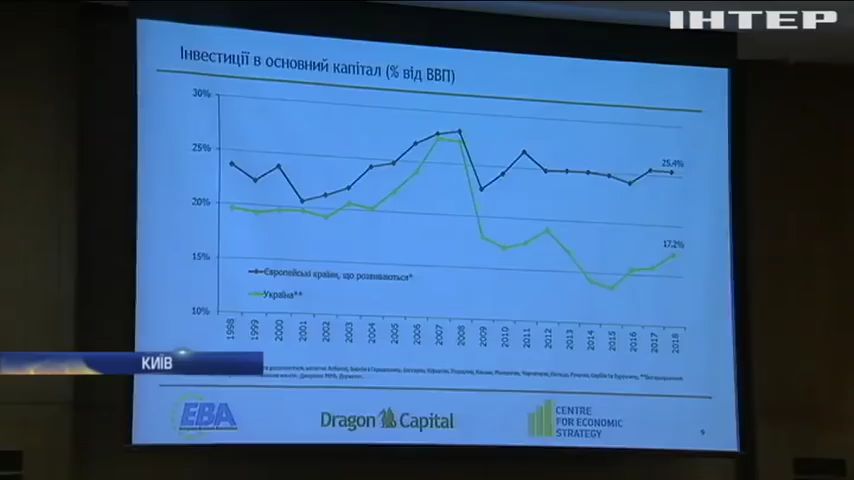 ІНТЕР
Інвестиції в основний капітал (% від ВВП)
30%
25%
20%
15%
10%
25.4%
17.2%
Європейські країни, що розвиваються*
Україна**
1998 1999 2000 2001 2002 2003 2004 2005 2006 2007 2008 2009 2010 2011 2012 2013 2014 2015 2016 2017 2018
КИЇВ
EBA
Dragon Capital
CENTRE
FOR ECONOMIC
STRATEGY
9